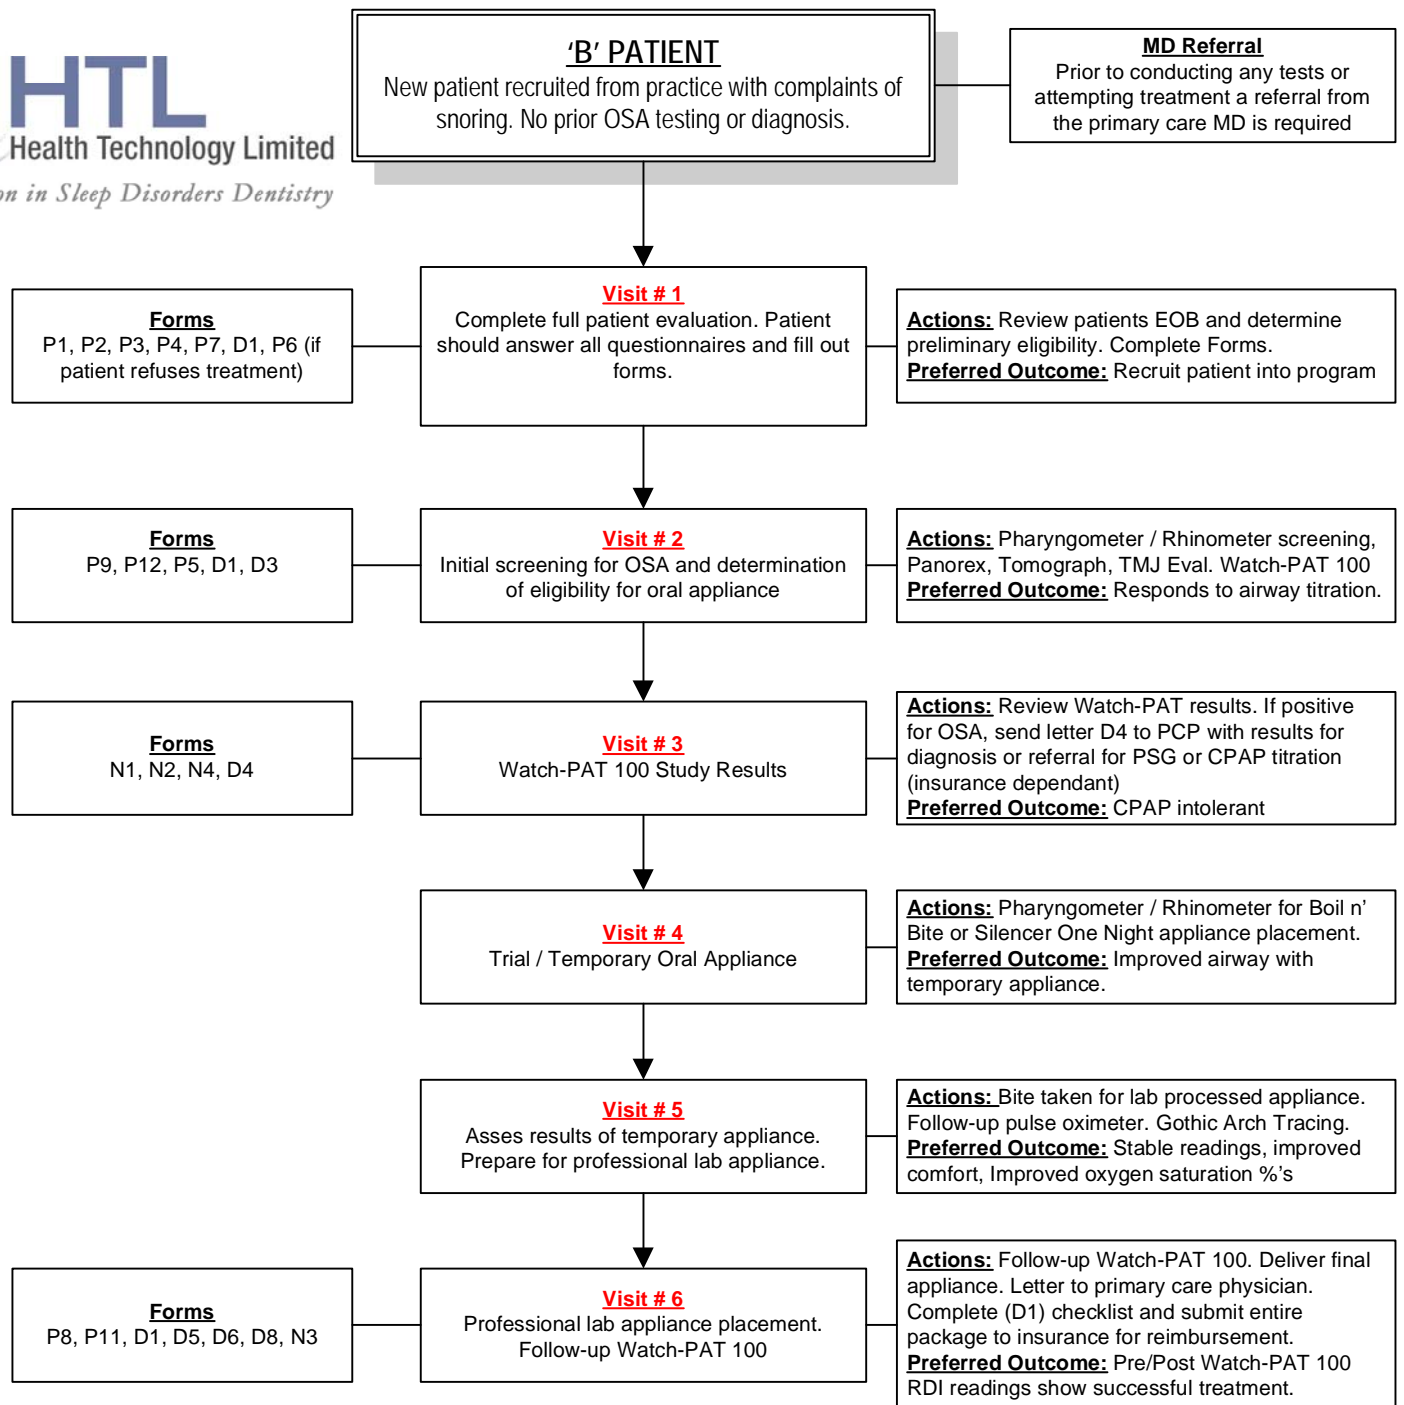 HTL
Health Technology Limited
on in Sleep Disorders Dentistry
'B' PATIENT
New patient recruited from practice with complaints of
snoring. No prior OSA testing or diagnosis.
MD Referral
Prior to conducting any tests or
attempting treatment a referral from
the primary care MD is required
Forms
P1, P2, P3, P4, P7, D1, P6 (if
patient refuses treatment)
Visit # 1
Complete full patient evaluation. Patient
should answer all questionnaires and fill out
forms.
Actions: Review patients EOB and determine
preliminary eligibility. Complete Forms.
Preferred Outcome: Recruit patient into program
Forms
P9, P12, P5, D1, D3
Visit # 2
Initial screening for OSA and determination
of eligibility for oral appliance
Actions: Pharyngometer / Rhinometer screening,
Panorex, Tomograph, TMJ Eval. Watch-PAT 100
Preferred Outcome: Responds to airway titration.
Forms
N1, N2, N4, D4
Visit # 3
Watch-PAT 100 Study Results
Actions: Review Watch-PAT results. If positive
for OSA, send letter D4 to PCP with results for
diagnosis or referral for PSG or CPAP titration
(insurance dependant)
Preferred Outcome: CPAP intolerant
Visit # 4
Trial / Temporary Oral Appliance
Actions: Pharyngometer / Rhinometer for Boil n'
Bite or Silencer One Night appliance placement.
Preferred Outcome: Improved airway with
temporary appliance.
Visit # 5
Asses results of temporary appliance.
Prepare for professional lab appliance.
Actions: Bite taken for lab processed appliance.
Follow-up pulse oximeter. Gothic Arch Tracing.
Preferred Outcome: Stable readings, improved
comfort, Improved oxygen saturation %'s
Forms
P8, P11, D1, D5, D6, D8, N3
Visit # 6
Professional lab appliance placement.
Follow-up Watch-PAT 100
Actions: Follow-up Watch-PAT 100. Deliver final
appliance. Letter to primary care physician.
Complete (D1) checklist and submit entire
package to insurance for reimbursement.
Preferred Outcome: Pre/Post Watch-PAT 100
RDI readings show successful treatment.